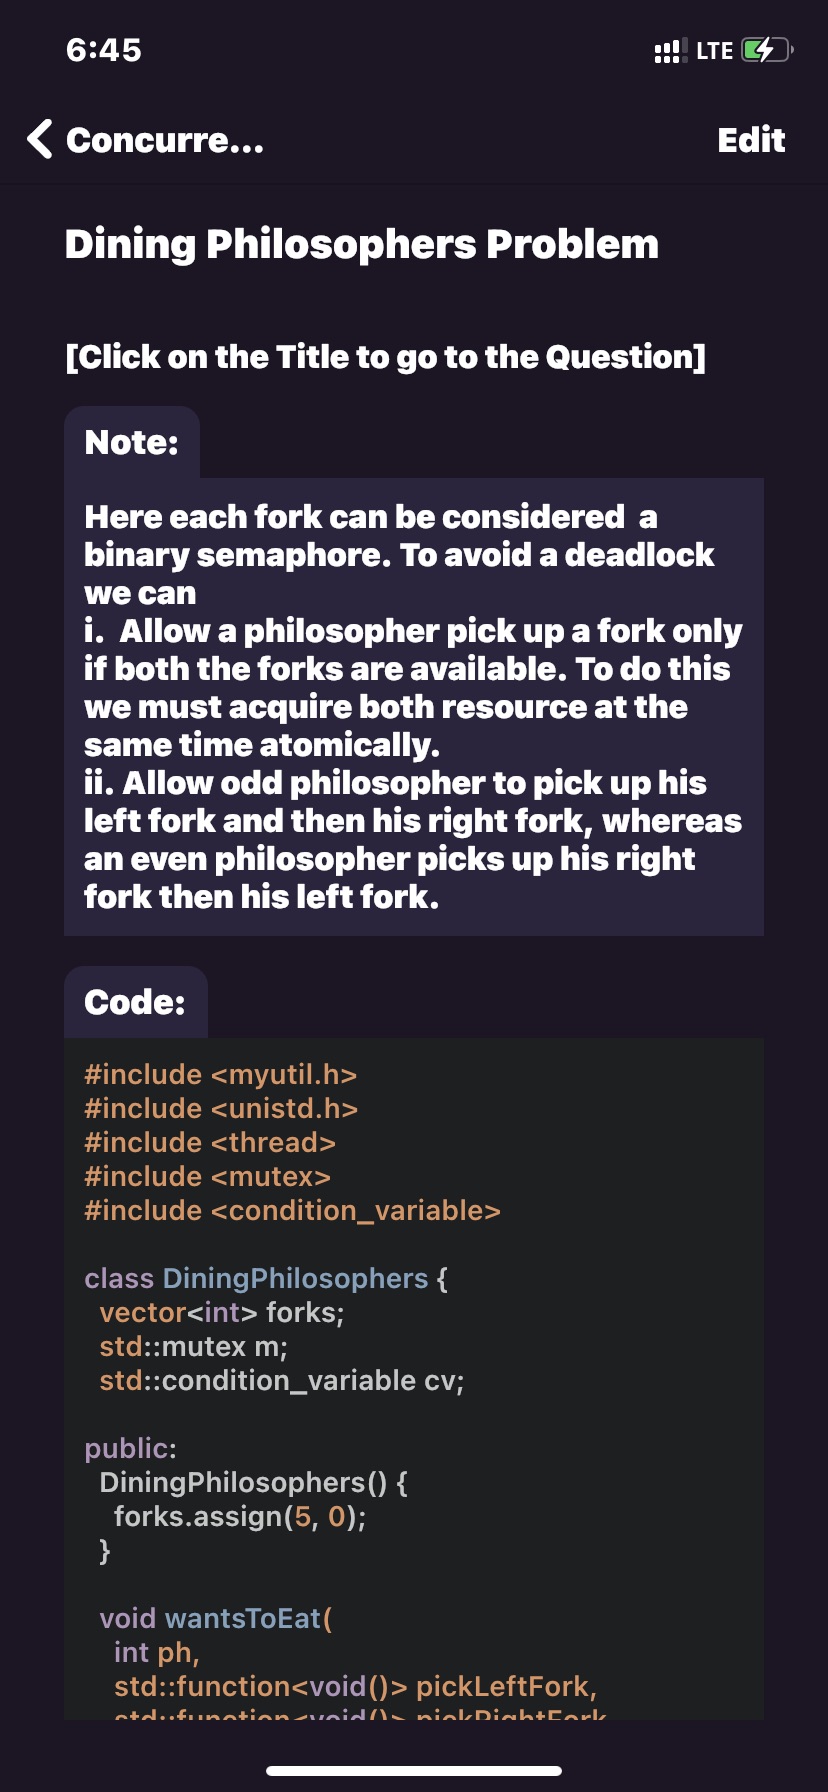 6:45
LTE
Concurre...
Edit
Dining Philosophers Problem
[Click on the Title to go to the Question]
Note:
Here each fork can be considered  a
binary semaphore. To avoid a deadlock
we can
i.  Allow a philosopher pick up a fork only
if both the forks are available. To do this
we must acquire both resource at the
same time atomically.
ii. Allow odd philosopher to pick up his
left fork and then his right fork, whereas
an even philosopher picks up his right
fork then his left fork.
Code:
#include <myutil.h>
#include <unistd.h>
#include <thread>
#include <mutex>
#include <condition_variable>
class DiningPhilosophers {
vector<int> forks;
std::mutex m;
std::condition_variable cv;
public:
DiningPhilosophers() {
forks.assign(5, 0);
}
void wantsToEat(
int ph,
std::function<void()> pickLeftFork,
std::function<void()> pickRightFork